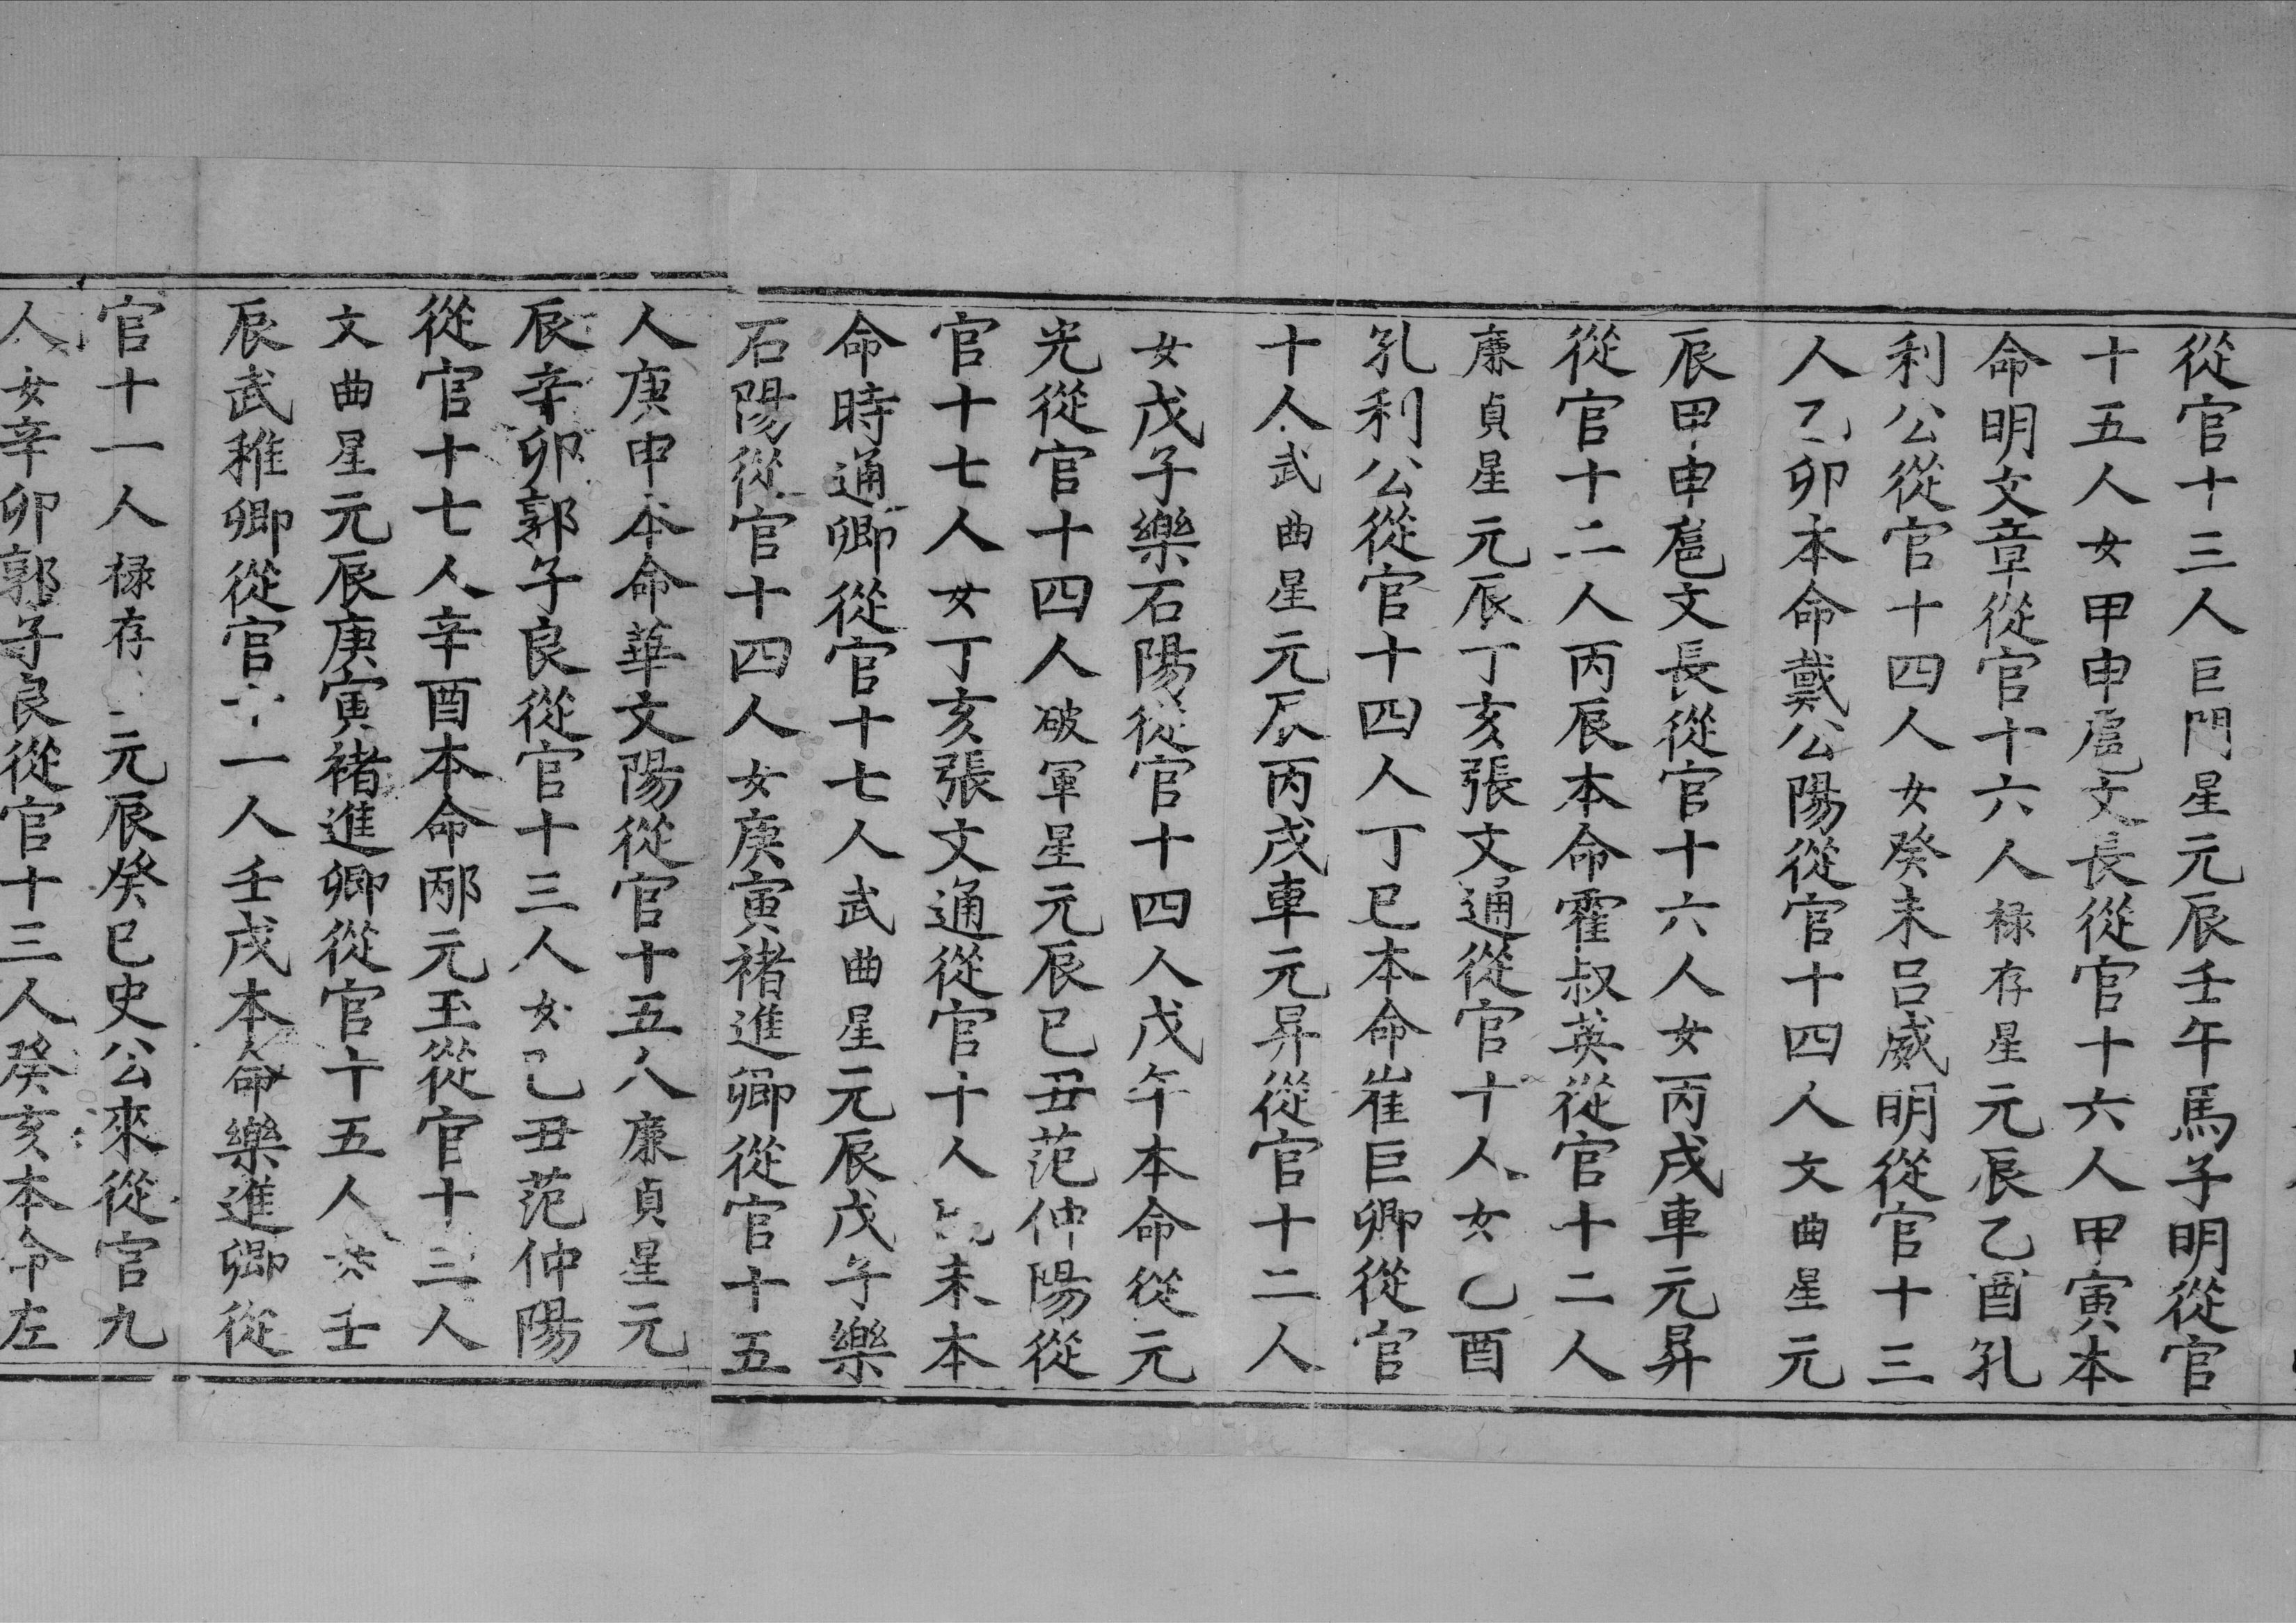 從官十三人巨門星元辰壬午馬子明從官
十五人女甲申扈文長從官十六人甲寅本
命明文章從官十六人禄存星元辰乙酉孔
利公從官十四人女癸未吕威明從官十三
人乙卯本命戴公陽從官十四人文曲星元
辰甲申扈文長從官十六人女丙戌車元昇
從官十二人丙辰本命霍叔英從官十二人
廉貞星元辰丁亥張文通從官十人女乙酉
孔利公從官十四人丁巳本命崔巨卿從官
十人武曲星元辰丙戌車元昇從官十二人
女戊子樂石陽從官十四人戊午本命從元
光從官十四人破軍星元辰己丑范仲陽從
官十七人女丁亥張文通從官十人未本
命時通卿從官十七人武曲星元辰戊子樂
石陽從官十四人女庚寅褚進卿從官十五
人庚申本命華文陽從官十五人廉貞星元
辰辛卯郭子良從官十三人女己丑范仲陽
從官十七人辛酉本命邴元玉從官十三人
文曲星元辰庚寅褚進卿從官十五人女壬
辰武稚卿從官十一人壬戌本命樂進卿從
官十一人禄存元辰癸巳史公來從官九
人女辛卯郭子良從官十三人癸亥本命左